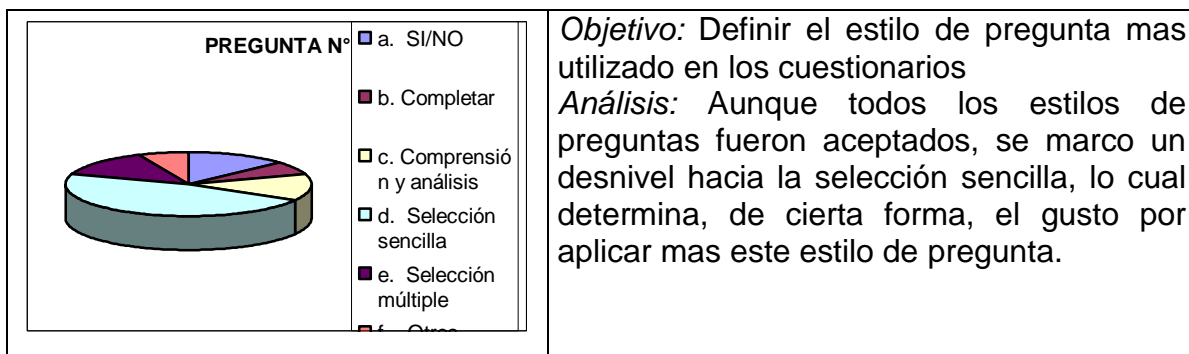 PREGUNTA N°
a. SI/NO
b. Completar
c. Comprensió
n y análisis
d. Selección
sencilla
e. Selección
múltiple
Objetivo: Definir el estilo de pregunta mas
utilizado en los cuestionarios
Análisis: Aunque todos los estilos de
preguntas fueron aceptados, se marco un
desnivel hacia la selección sencilla, lo cual
determina, de cierta forma, el gusto por
aplicar mas este estilo de pregunta.